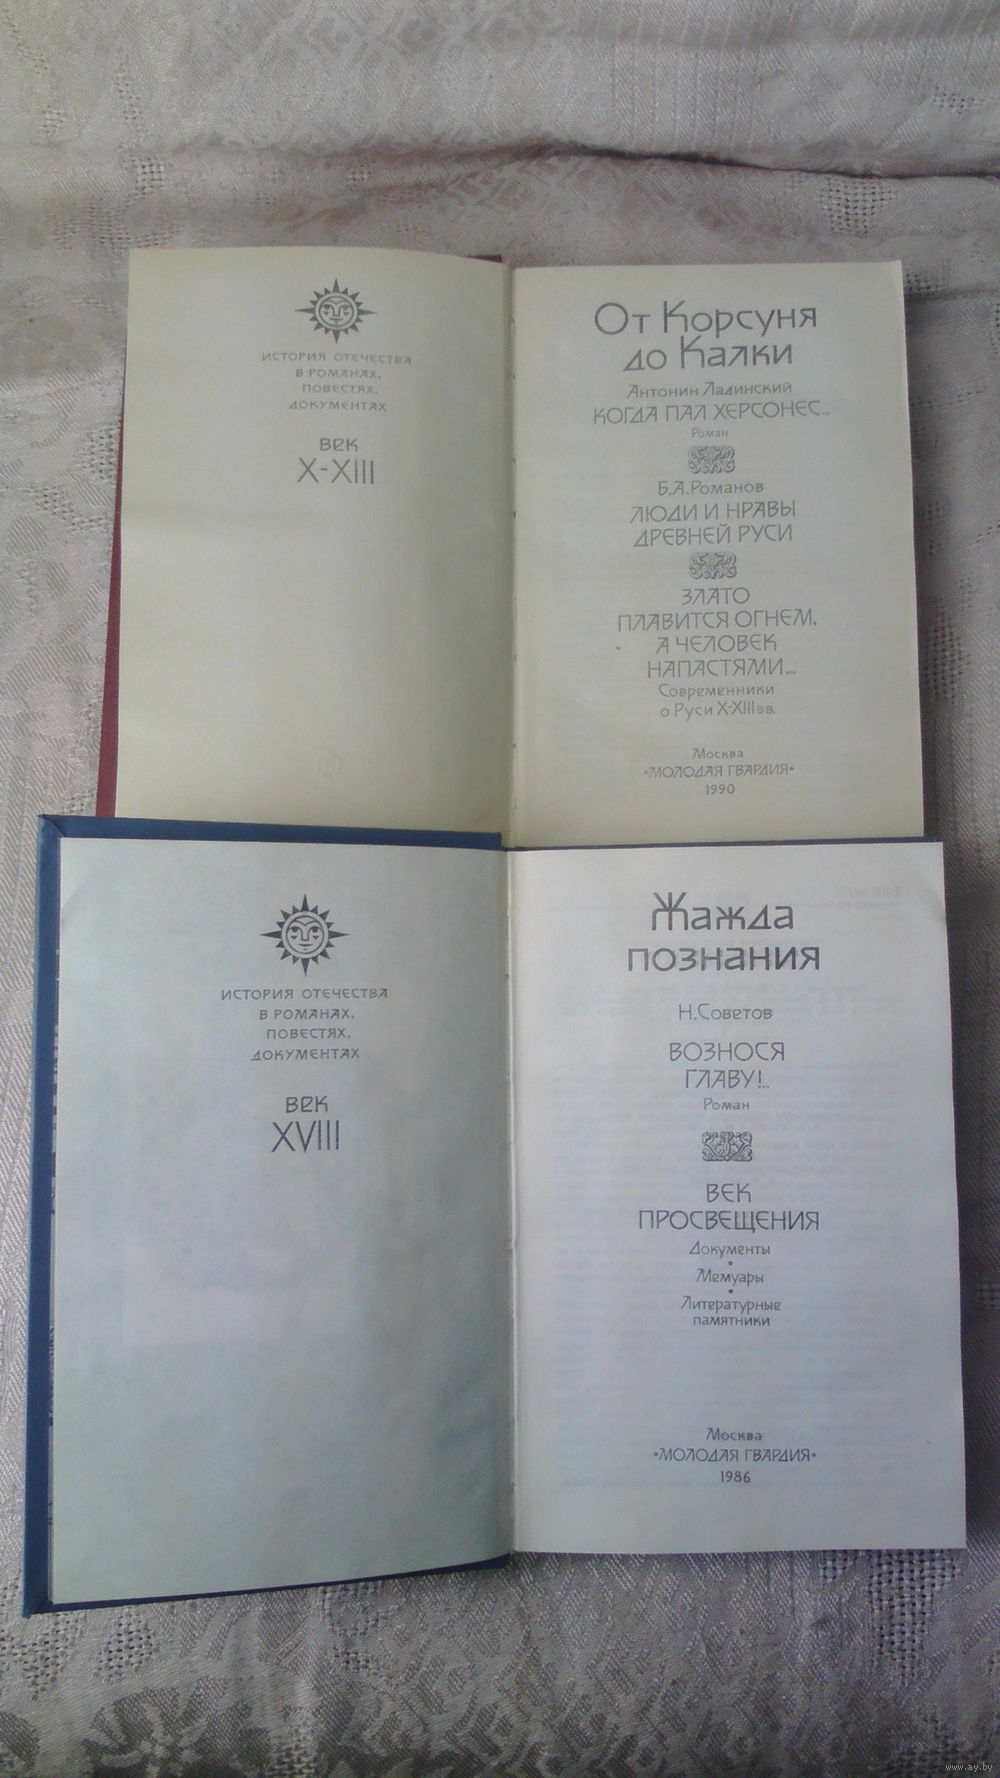 ИСТОРИЯ ОТЕЧЕСТВА
В РОМАНАХ,
ПОВЕСТЯХ,
ДОКУМЕНТАХ
ВЕК
X-XIII
От Корсуня
до Калки
Антонин Ладинский
КОГДА ПАЛ ХЕРСОНЕС...
Роман
Б.А.Романов
ЛЮДИ И НРАВЫ
ДРЕВНЕЙ РУСИ
ЗЛАТО
ПЛАВИТСЯ ОГНЕМ,
А ЧЕЛОВЕК
НАПАСТЯМИ...
Современники
о Руси X-XIII вв.
Москва
«МОЛОДАЯ ГВАРДИЯ»
1990
ИСТОРИЯ ОТЕЧЕСТВА
В РОМАНАХ,
ПОВЕСТЯХ,
ДОКУМЕНТАХ
ВЕК
XVIII
Жажда
познания
Н.Советов
ВОЗНОСЯ
ГЛАВУ!..
Роман
ВЕК
ПРОСВЕЩЕНИЯ
Документы
Мемуары
Литературные
памятники
Москва
«МОЛОДАЯ ГВАРДИЯ»
1986
www.ay.by